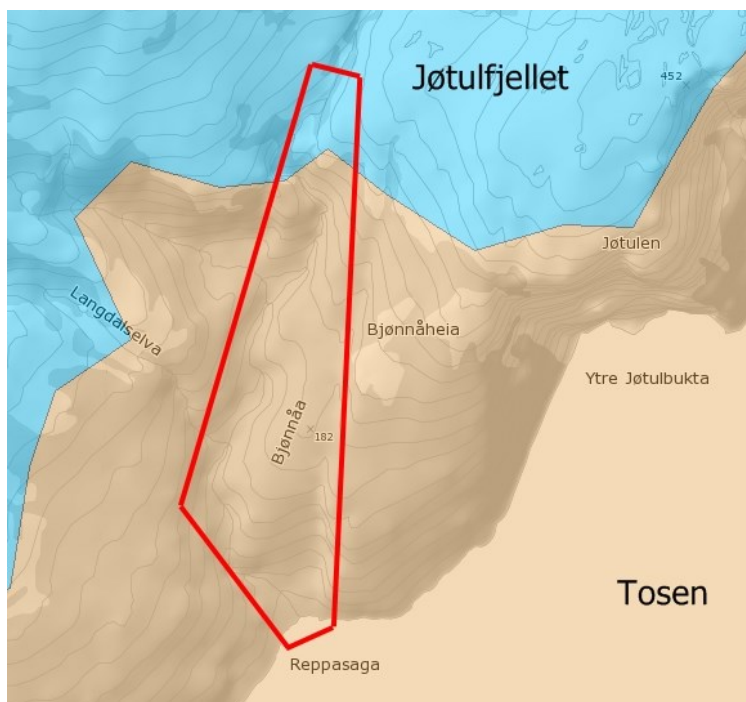 Jøtulfjellet
452
Jøtulen
Langdalselva
Bjønnåheia
Ytre Jøtulbukta
Bjønnåa
182
Tosen
Reppasaga